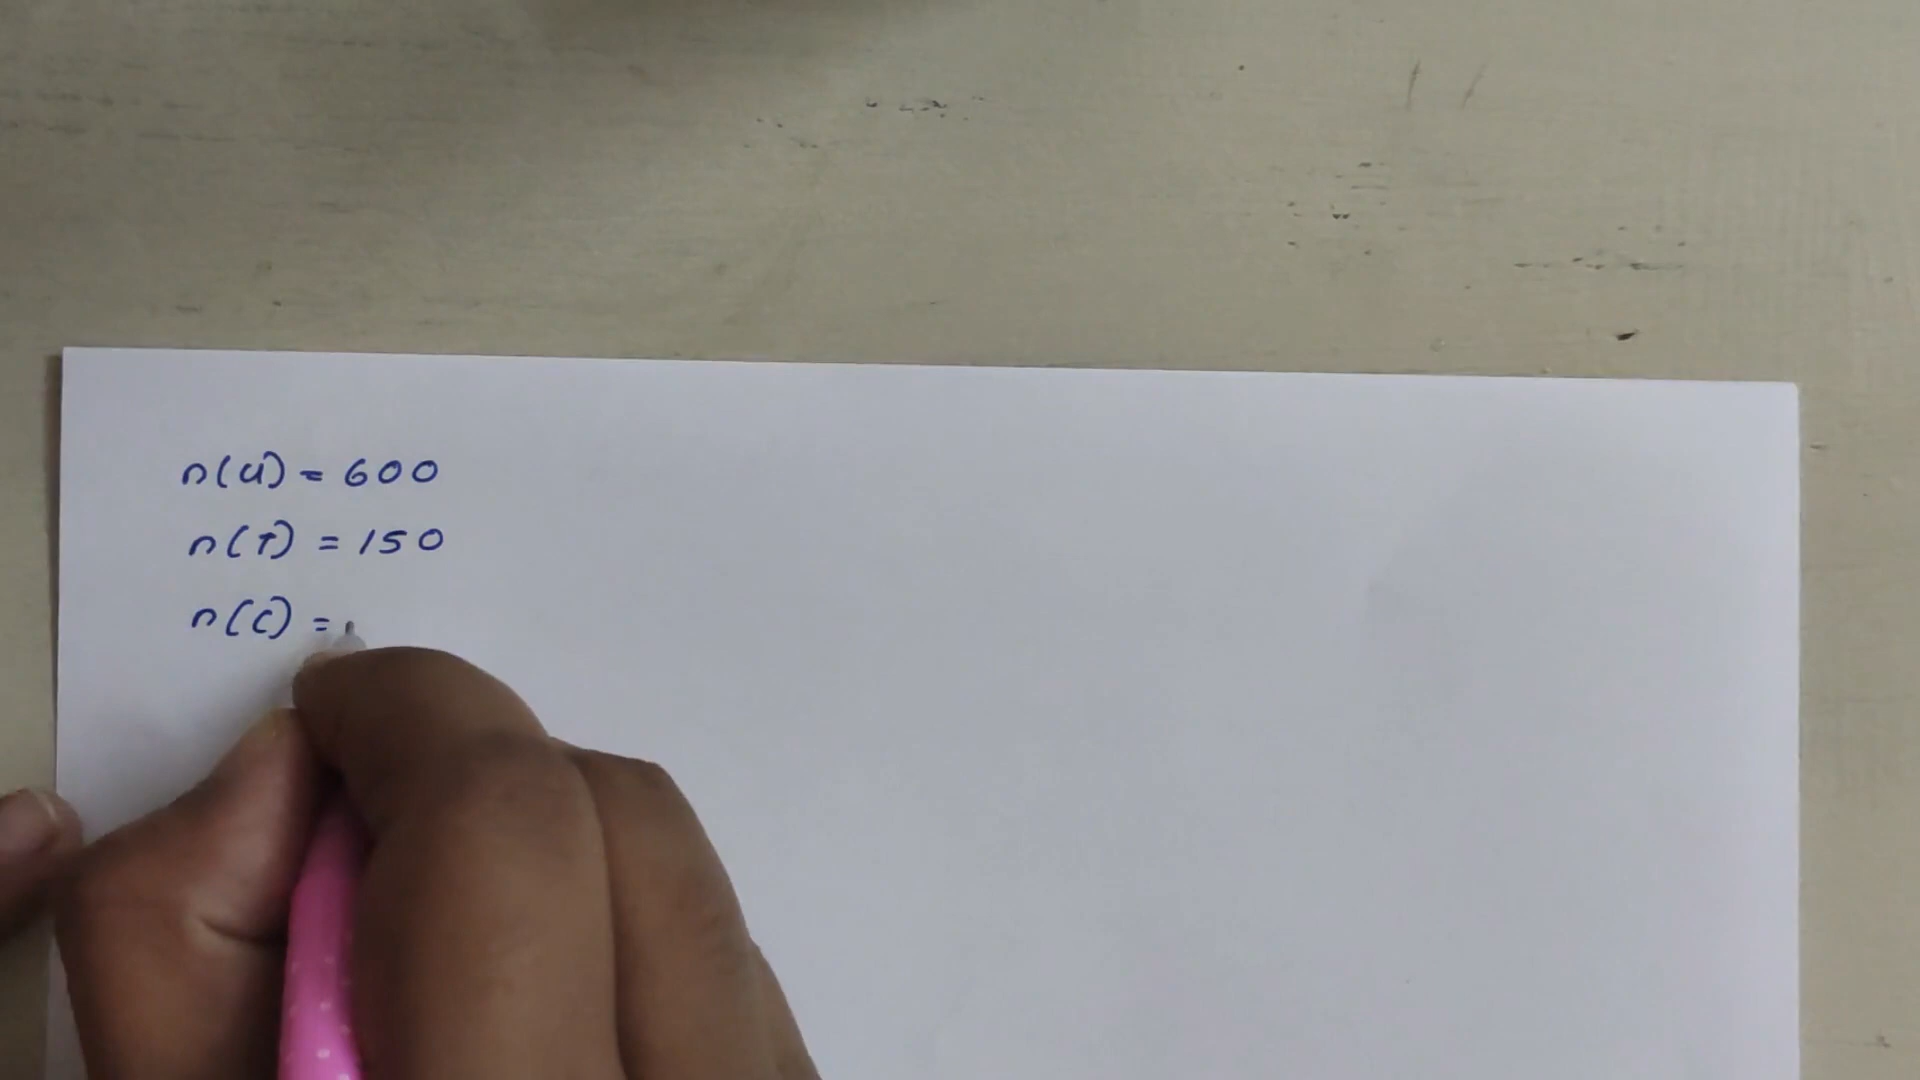 n(U) = 600
n(T) = 150
n(C) =